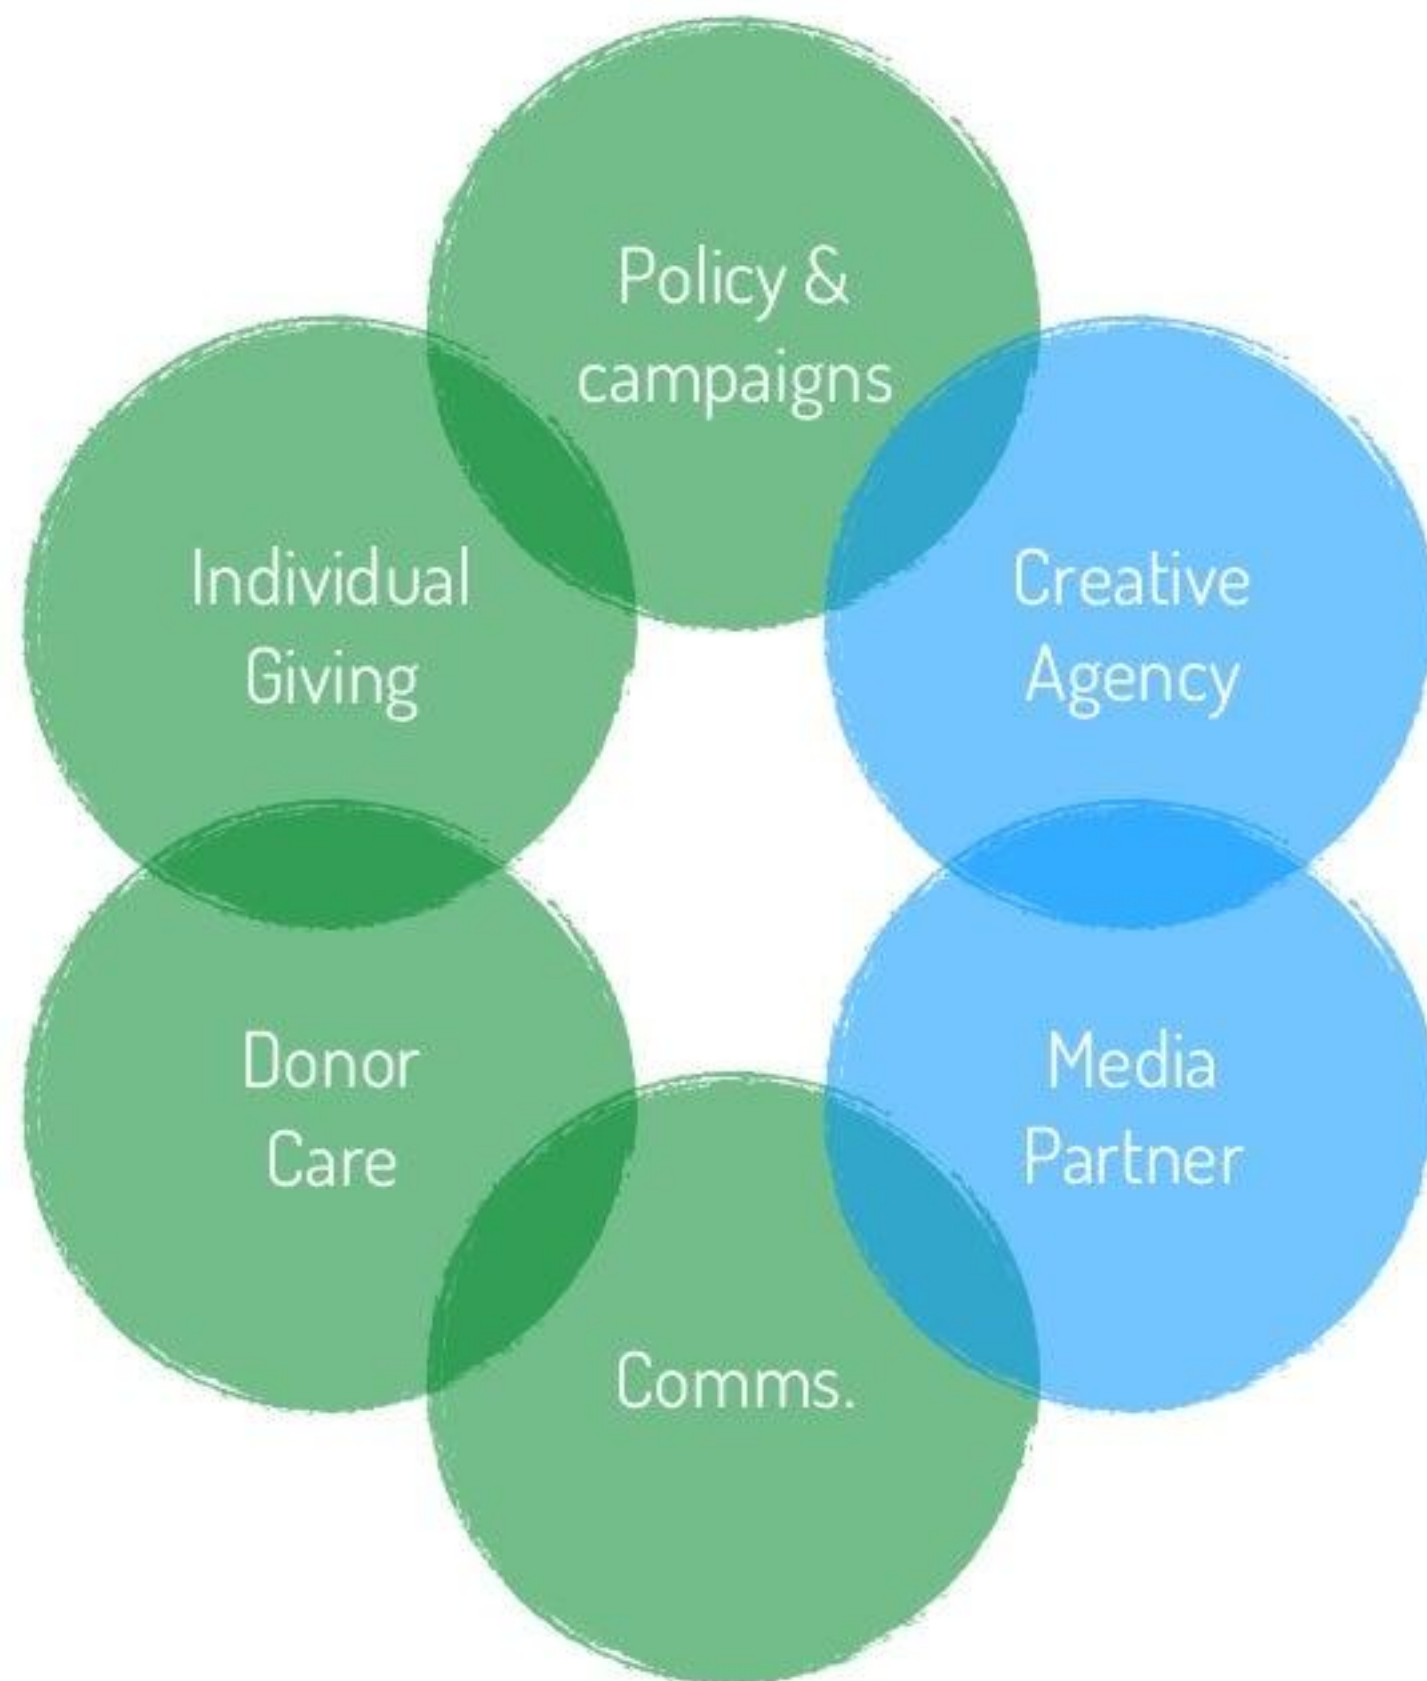 Policy &
campaigns
Individual
Giving
Creative
Agency
Donor
Care
Media
Partner
Comms.